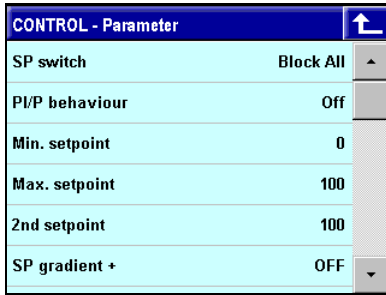 CONTROL - Parameter
SP switch Block All
PI/P behaviour Off
Min. setpoint 0
Max. setpoint 100
2nd setpoint 100
SP gradient + OFF